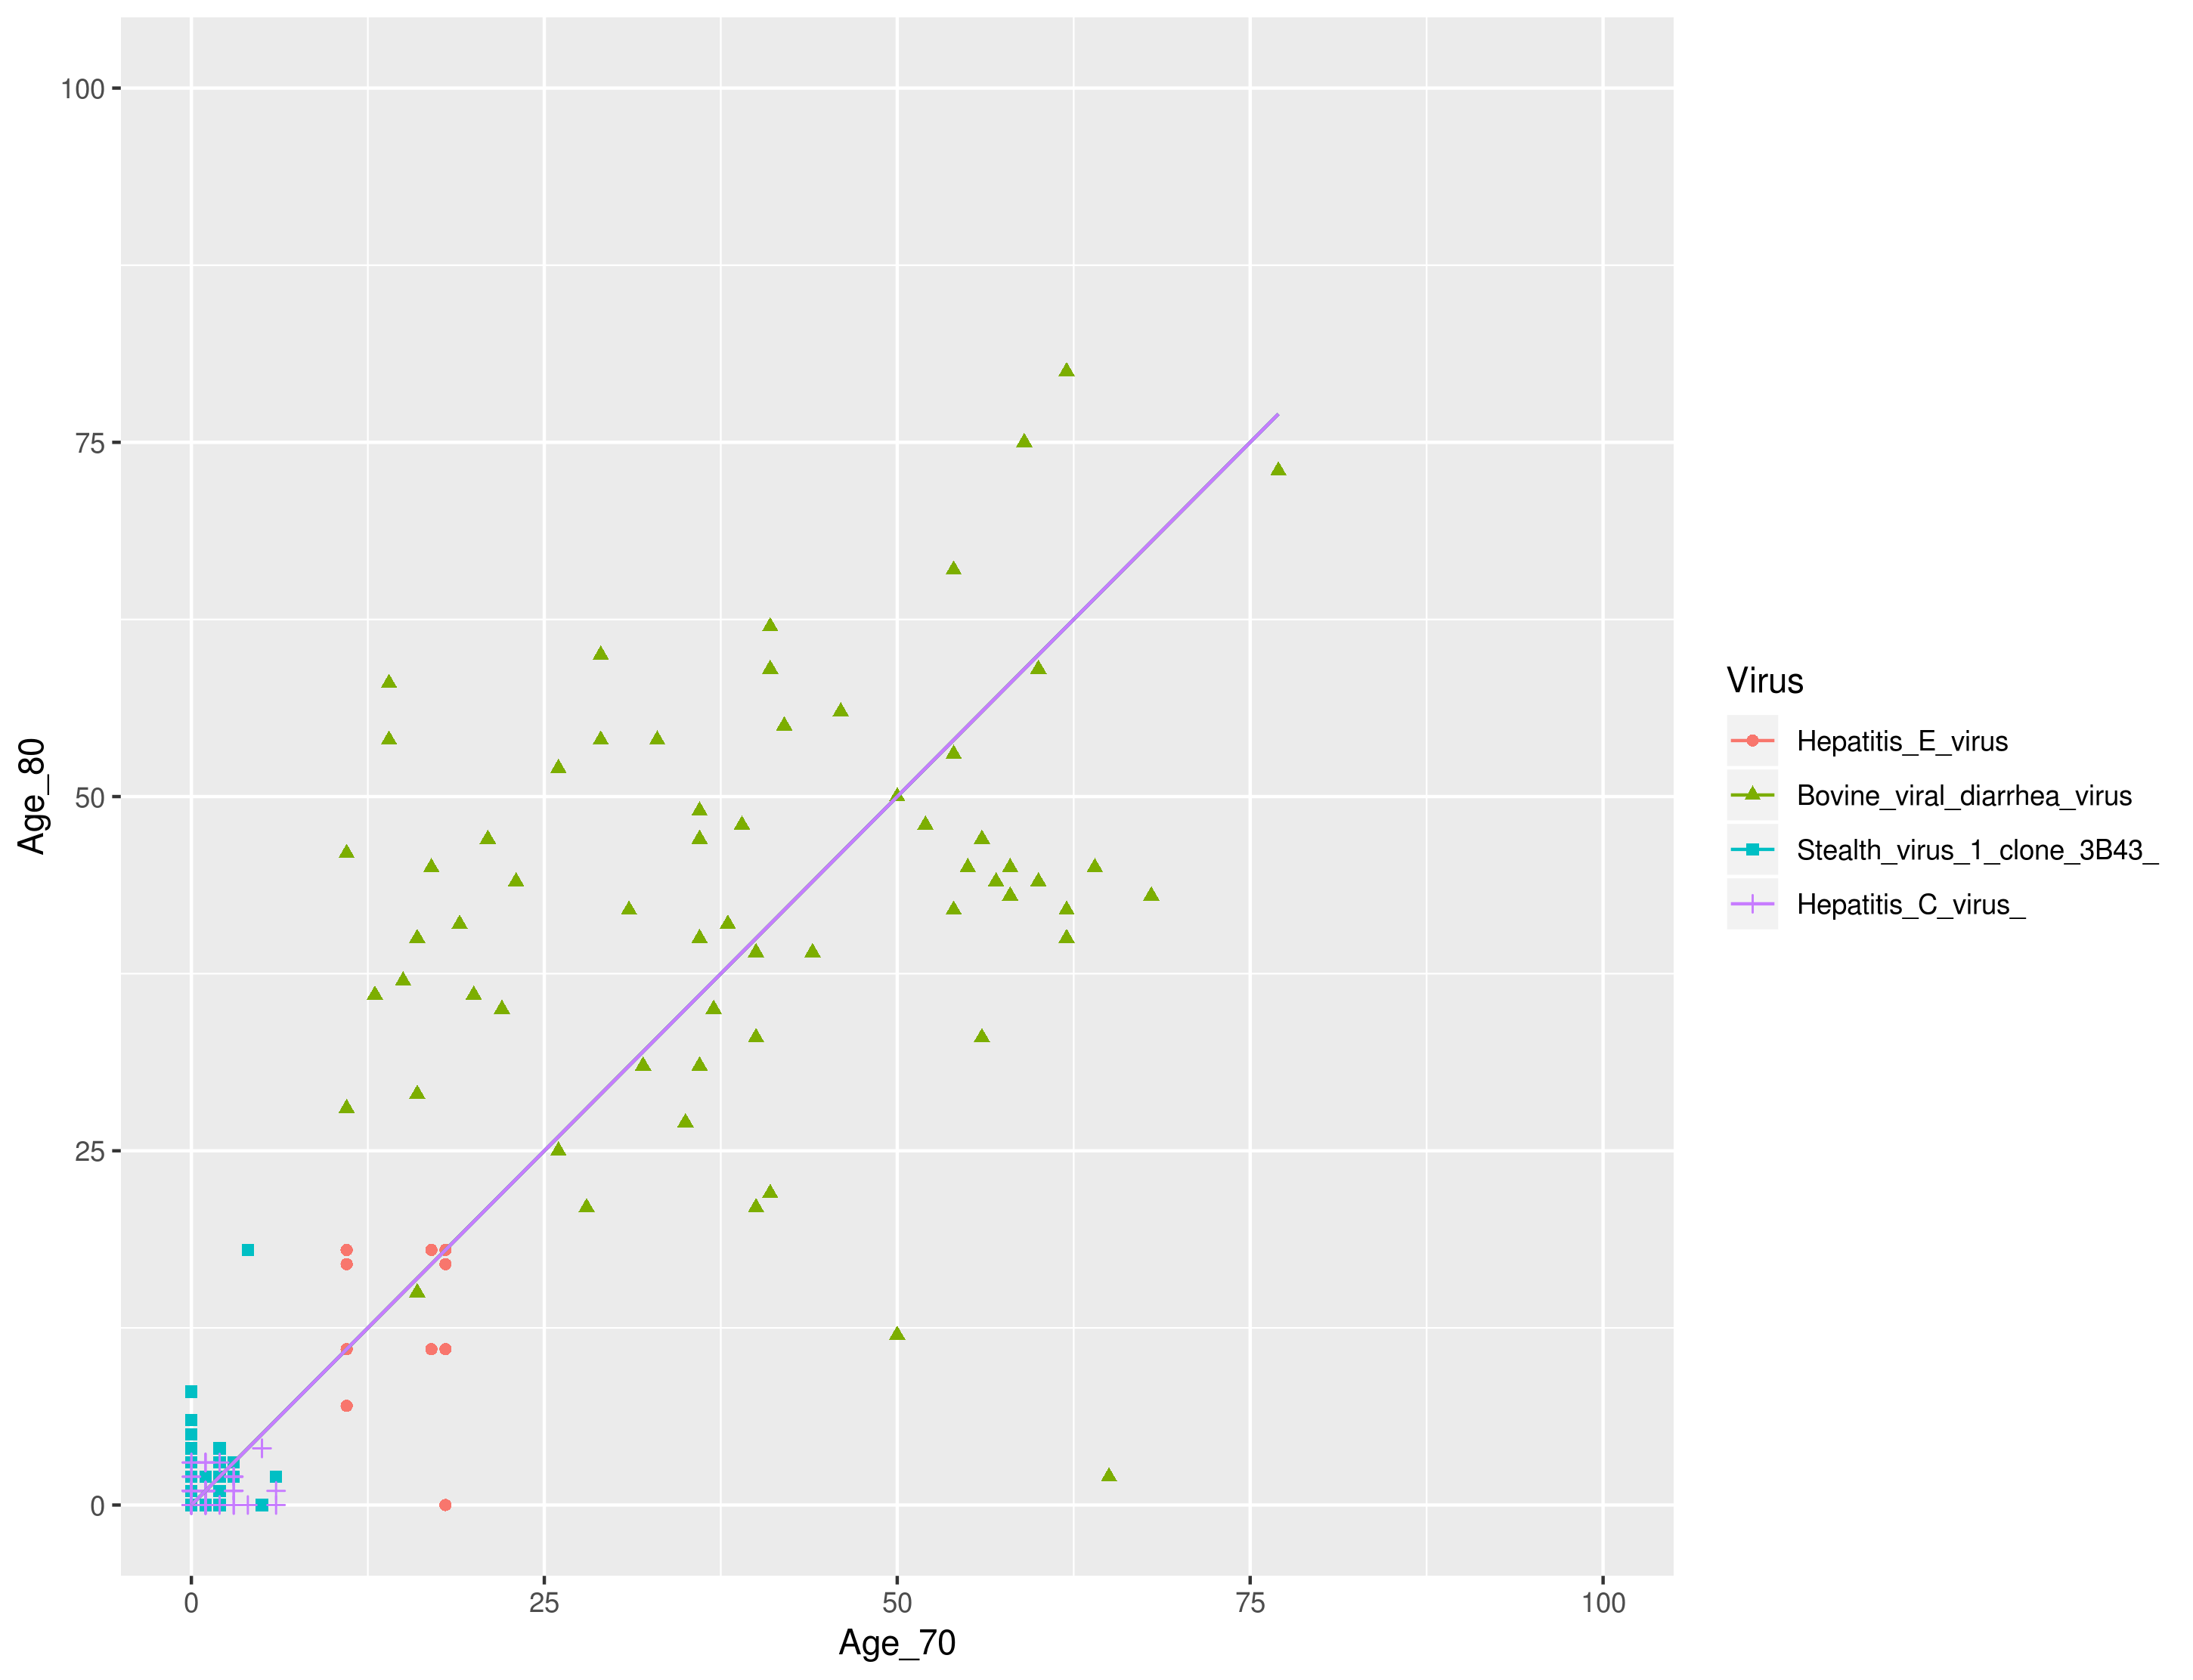 100
75
50
25
0
Age_80
0 25 50 75 100
Age_70
Virus
Hepatitis_E_virus
Bovine_viral_diarrhea_virus
Stealth_virus_1_clone_3B43_
Hepatitis_C_virus_